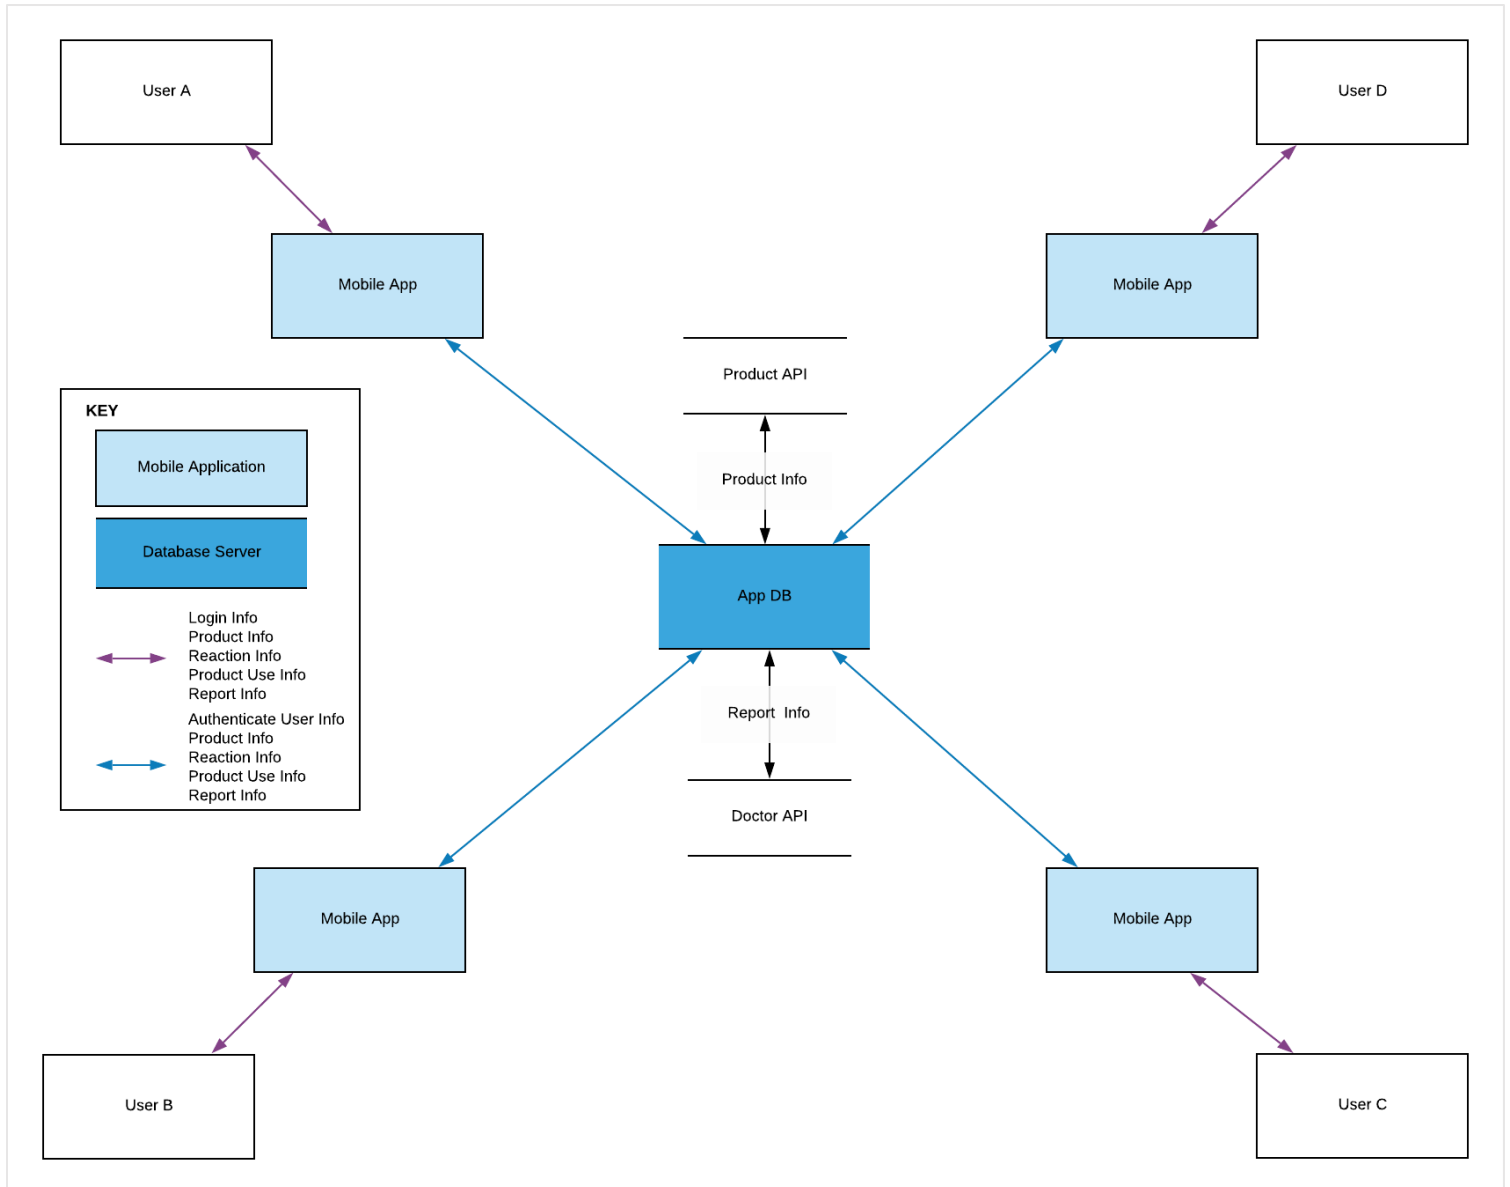 User A
User D
Mobile App
Mobile App
Product API
KEY
Mobile Application
Product Info
Database Server
App DB
Login Info
Product Info
Reaction Info
Product Use Info
Report Info
Authenticate User Info
Product Info
Reaction Info
Product Use Info
Report Info
Report Info
Doctor API
Mobile App
Mobile App
User B
User C